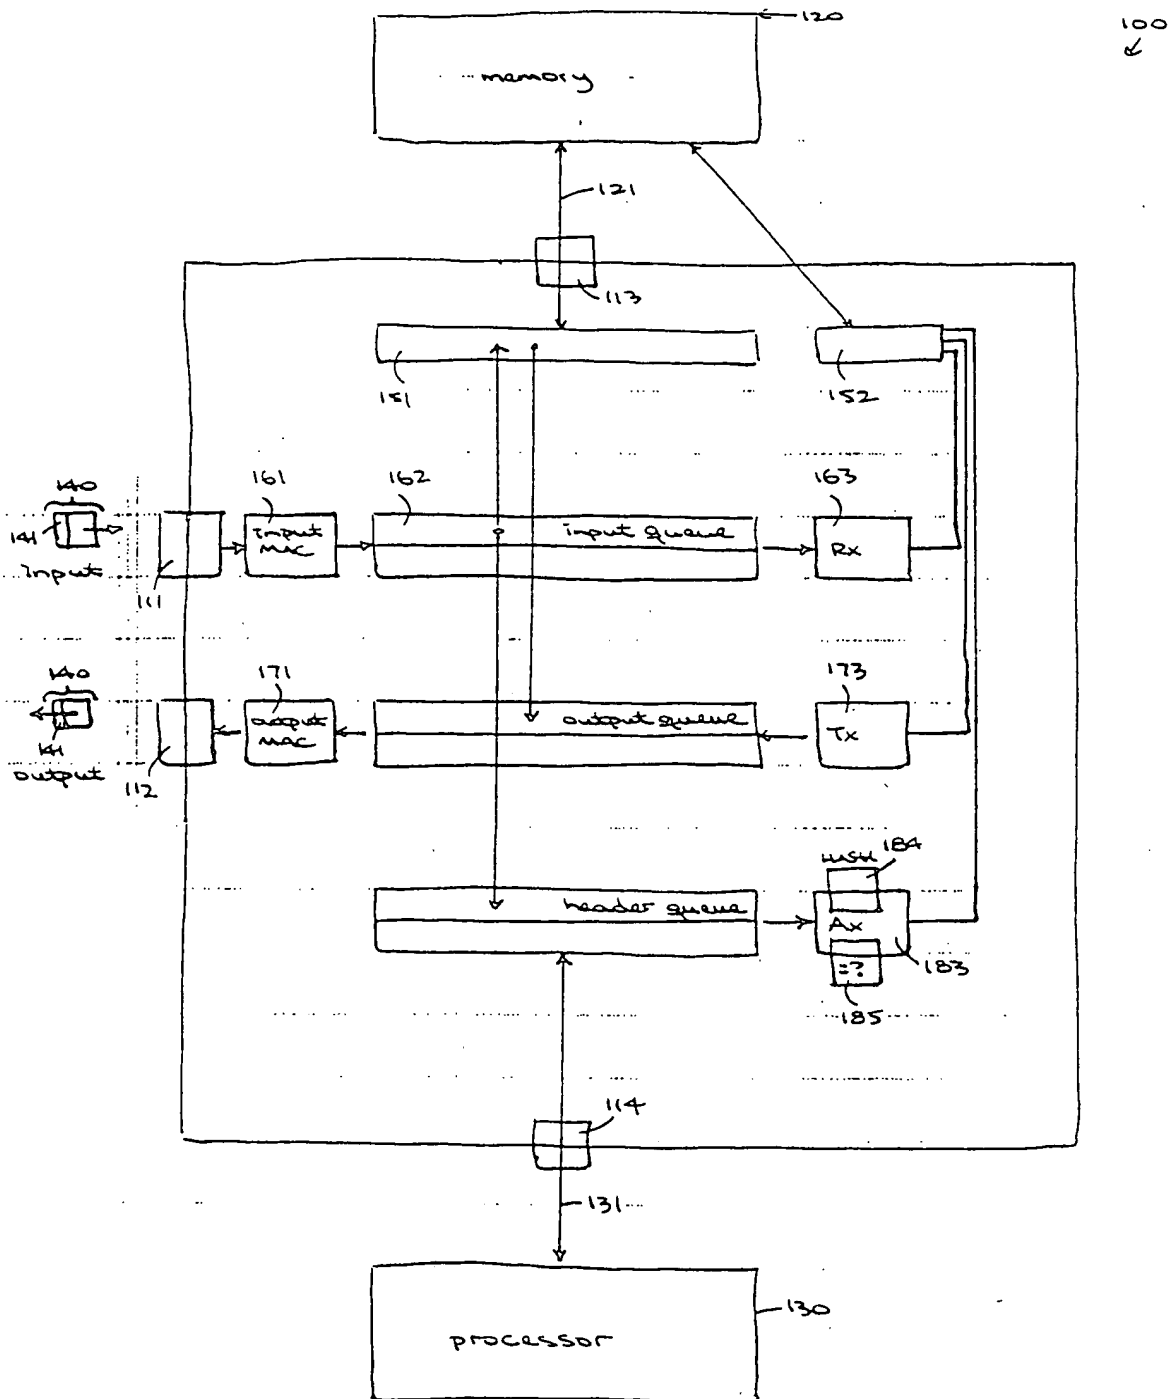 120
100
memory
121
113
151
152
140
161
162
163
141
input
input
MAC
input queue
Rx
111
140
171
173
141
output
output
MAC
output queue
Tx
112
HASH
184
header queue
Ax
183
=?
185
114
131
130
processor